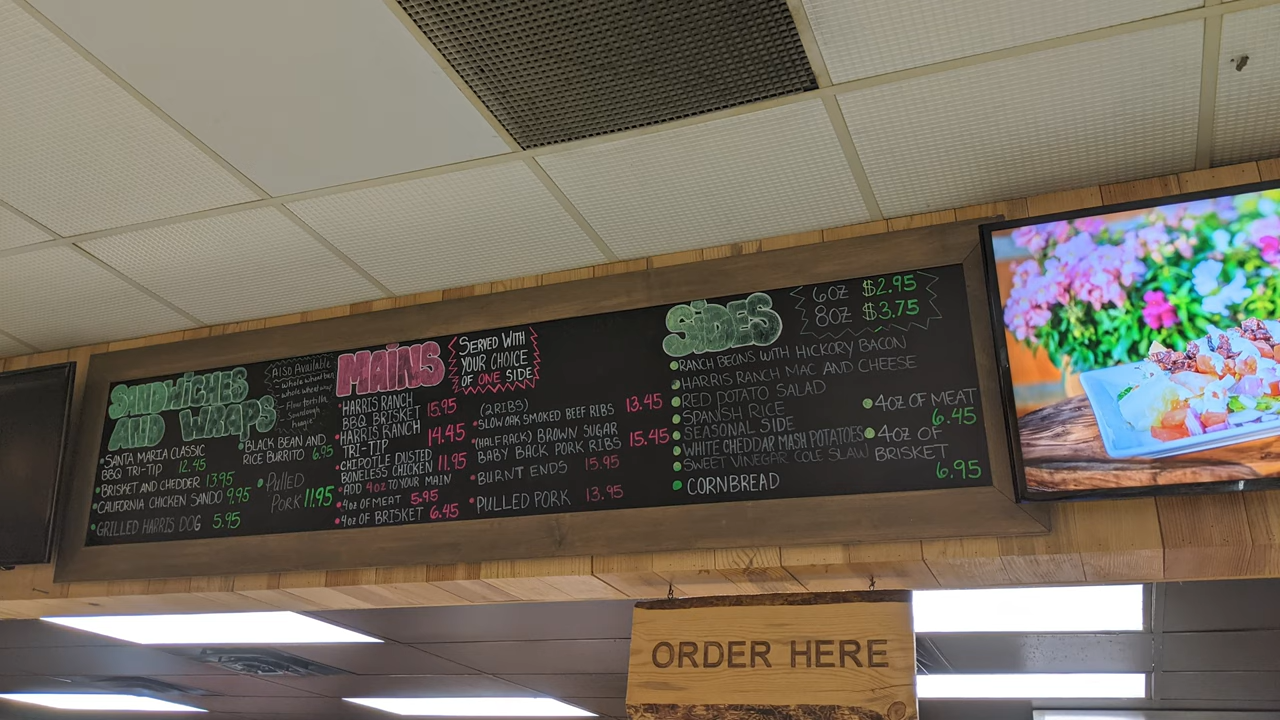 SANDWICHES
AND WRAPS
Also Available
- whole wheat bun
- whole wheat wrap
- Flour tortilla
- Sourdough
hoagie
SANTA MARIA CLASSIC
BBQ TRI-TIP 12.45
BRISKET AND CHEDDER 13.95
CALIFORNIA CHICKEN SANDO 9.95
GRILLED HARRIS DOG 5.95
BLACK BEAN AND
RICE BURRITO 6.95
PULLED
PORK 11.95
MAINS
SERVED WITH
YOUR CHOICE
OF ONE SIDE
HARRIS RANCH
BBQ BRISKET 15.95
HARRIS RANCH
TRI-TIP 14.45
CHIPOTLE DUSTED
BONELESS CHICKEN 11.95
ADD 4oz TO YOUR MAIN
4oz OF MEAT 5.95
4oz OF BRISKET 6.45
(2 RIBS)
SLOW OAK SMOKED BEEF RIBS 13.45
(HALF RACK) BROWN SUGAR
BABY BACK PORK RIBS 15.45
BURNT ENDS 15.95
PULLED PORK 13.95
SIDES
6OZ $2.95
8OZ $3.75
RANCH BEANS WITH HICKORY BACON
HARRIS RANCH MAC AND CHEESE
RED POTATO SALAD
SPANISH RICE
SEASONAL SIDE
WHITE CHEDDAR MASH POTATOES
SWEET VINEGAR COLE SLAW
CORNBREAD
4OZ OF MEAT
6.45
4OZ OF
BRISKET
6.95
ORDER HERE